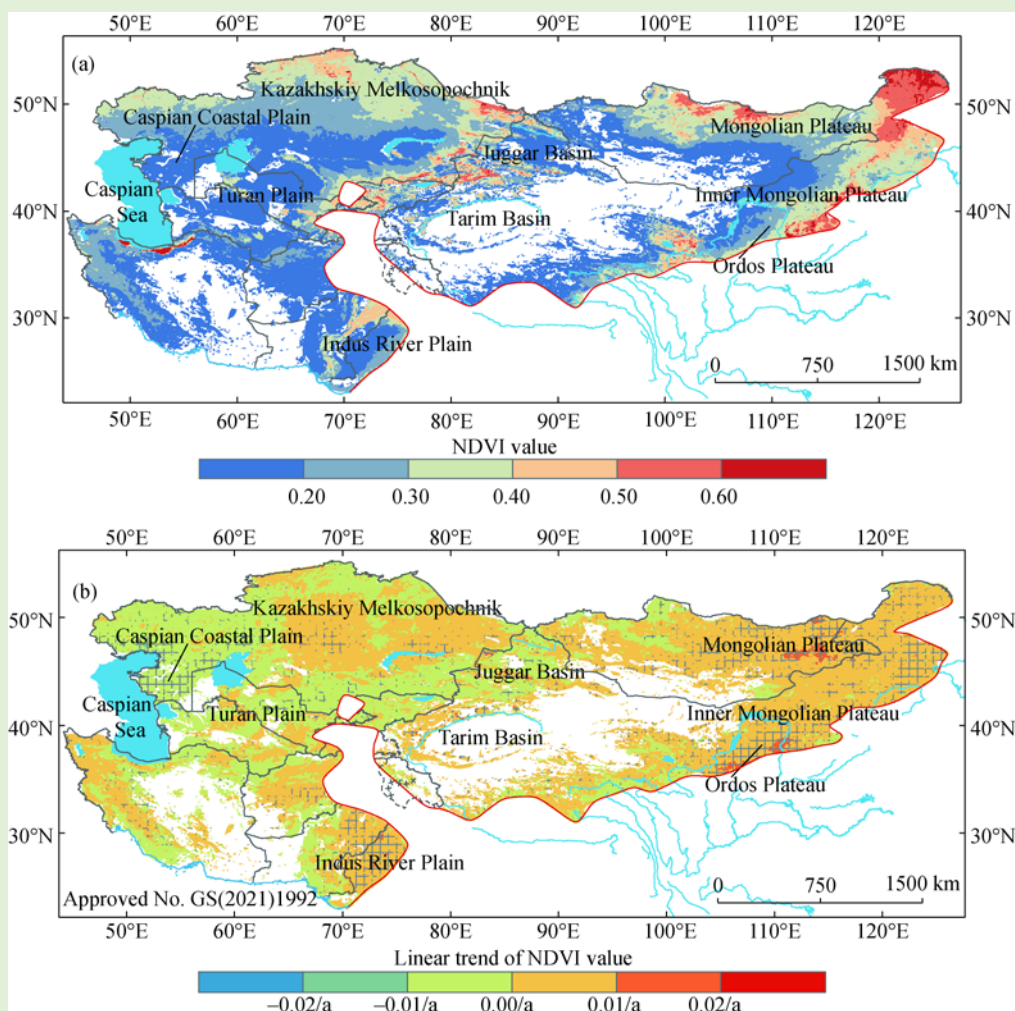 50°E 60°E 70°E 80°E 90°E 100°E 110°E 120°E
(a)
Kazakhskiy Melkosopochnik
50°N 50°N
Caspian Coastal Plain
Mongolian Plateau
Juggar Basin
Caspian
Sea
Turan Plain
Inner Mongolian Plateau
40°N 40°N
Tarim Basin
Ordos Plateau
30°N 30°N
Indus River Plain
0 750 1500 km
50°E 60°E 70°E 80°E 90°E 100°E 110°E 120°E
NDVI value
0.20 0.30 0.40 0.50 0.60
50°E 60°E 70°E 80°E 90°E 100°E 110°E 120°E
(b)
Kazakhskiy Melkosopochnik
50°N 50°N
Caspian Coastal Plain
Mongolian Plateau
Juggar Basin
Caspian
Sea
Turan Plain
Inner Mongolian Plateau
40°N 40°N
Tarim Basin
Ordos Plateau
30°N 30°N
Indus River Plain
0 750 1500 km
Approved No. GS(2021)1992
50°E 60°E 70°E 80°E 90°E 100°E 110°E 120°E
Linear trend of NDVI value
−0.02/a −0.01/a 0.00/a 0.01/a 0.02/a